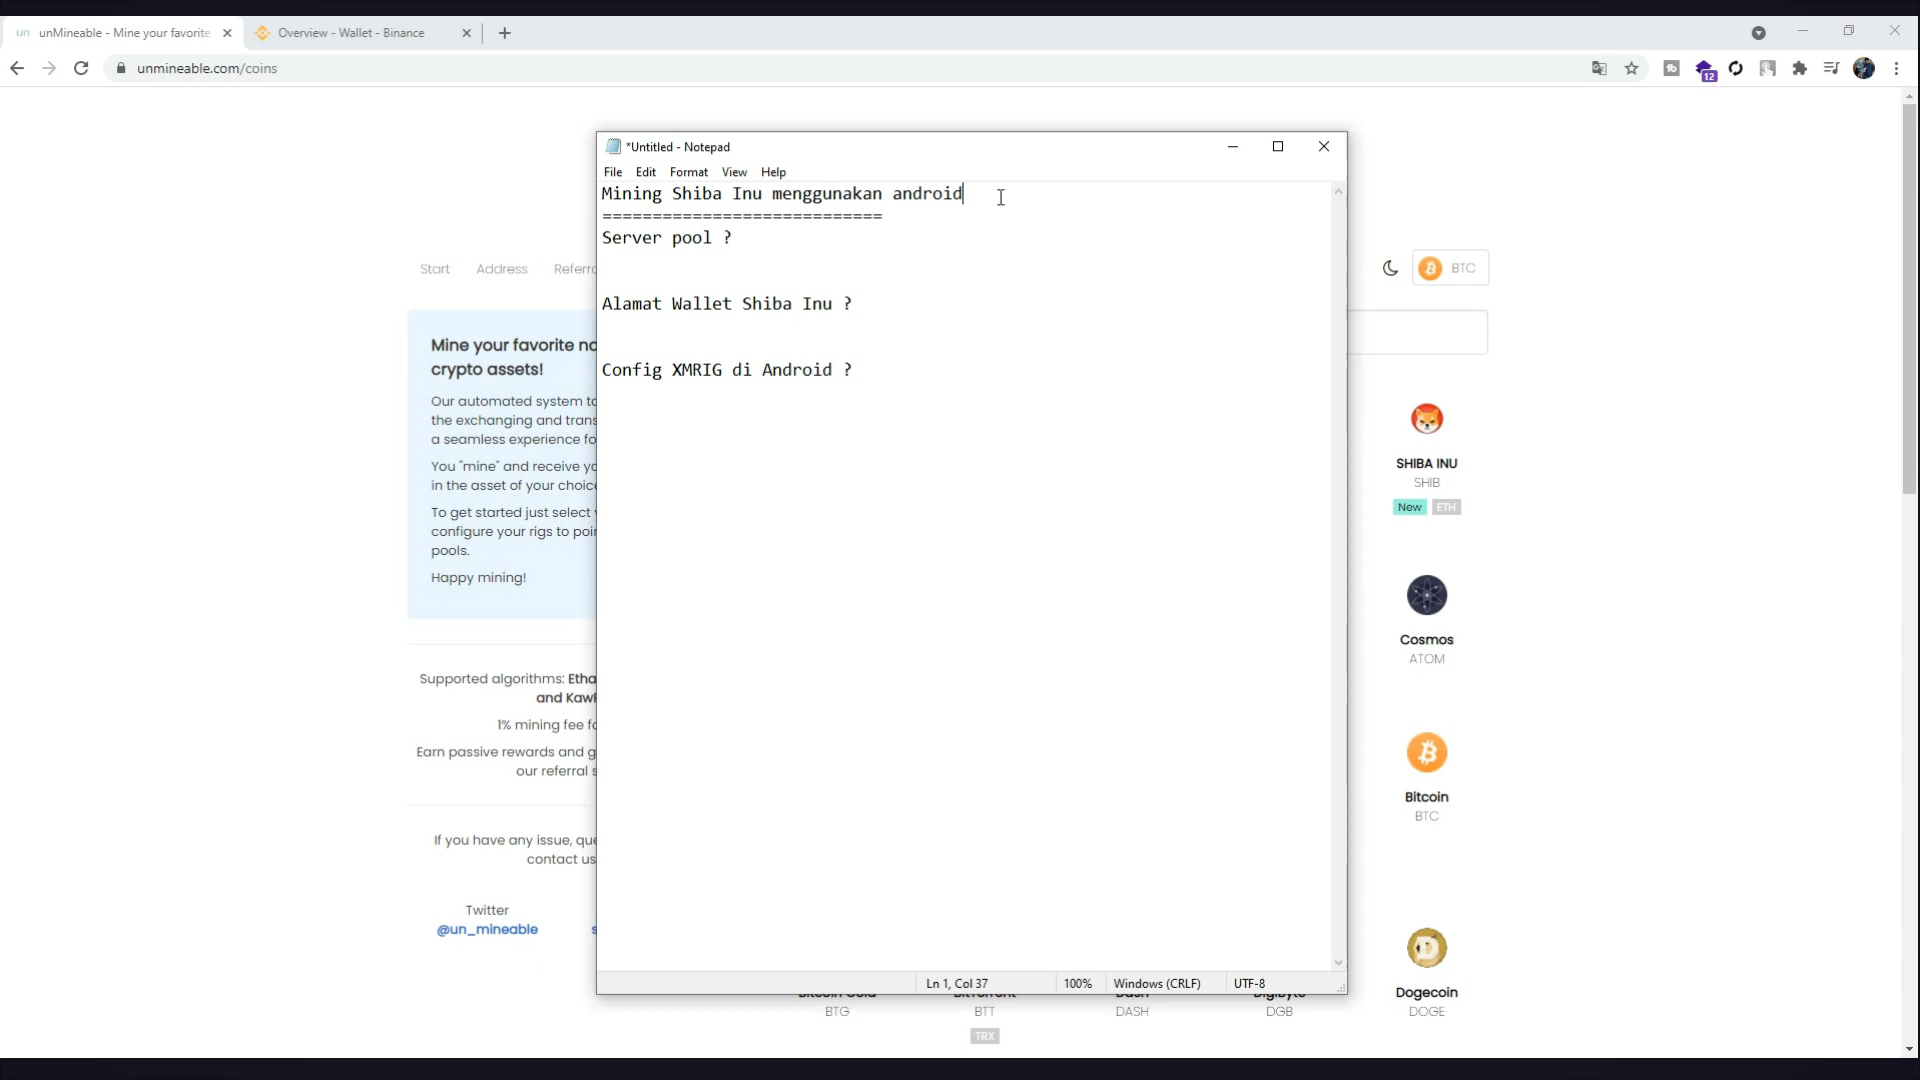 unMineable - Mine your favorite
Overview - Wallet - Binance
unmineable.com/coins
12
*Untitled - Notepad
File Edit Format View Help
Mining Shiba Inu menggunakan android
============================
Server pool ?
Alamat Wallet Shiba Inu ?
Config XMRIG di Android ?
Ln 1, Col 37 100% Windows (CRLF) UTF-8
Start Address
BTC
Mine your favorite
crypto assets!
Our automated system
the exchanging and
a seamless experience
You "mine" and receive
in the asset of your
To get started just select
configure your rigs to
pools.
Happy mining!
Supported algorithms:
and
1% mining fee
Earn passive rewards and
our referral
If you have any issue,
contact us
Twitter
@un_mineable
SHIBA INU
SHIB
New ETH
Cosmos
ATOM
Bitcoin
BTC
Dogecoin
DOGE
BTG
BTT
TRX
DASH
DGB